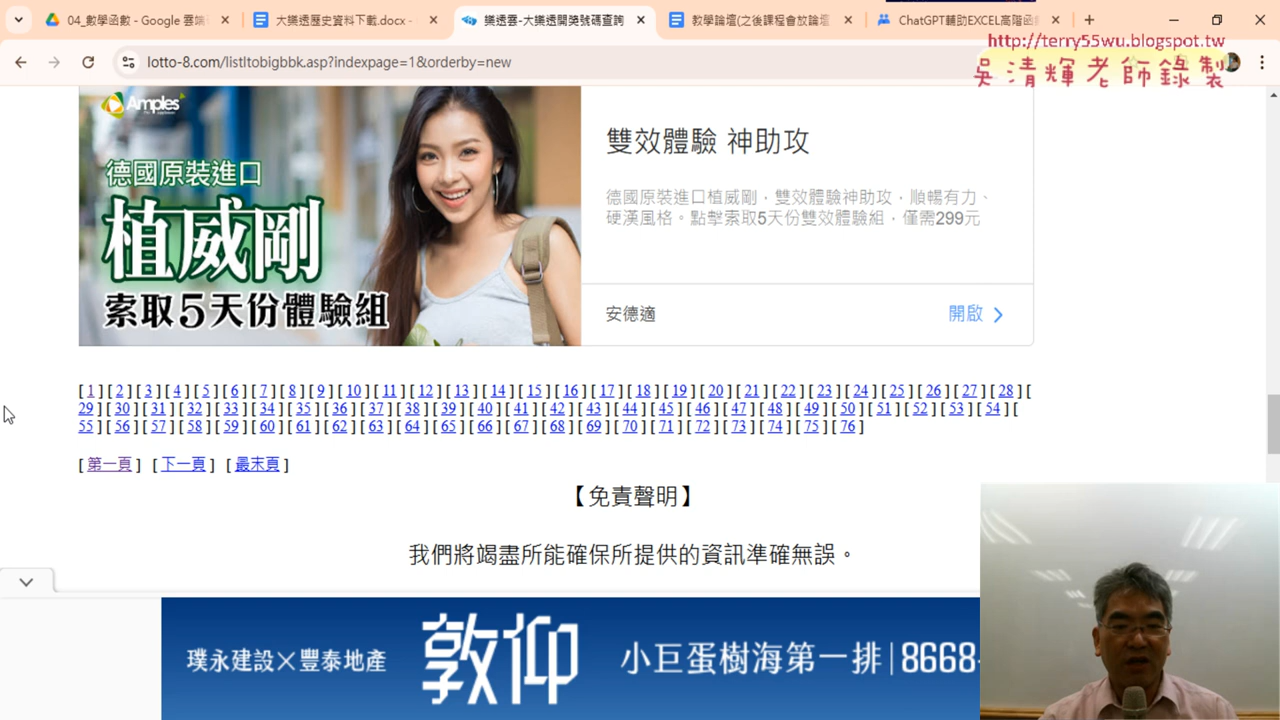 04_數學函數 - Google 雲端
大樂透歷史資料下載.docx -
樂透雲-大樂透開獎號碼查詢
教學論壇(之後課程會放論壇
ChatGPT輔助EXCEL高階函
http://terry55wu.blogspot.tw
lotto-8.com/listltobigbbk.asp?indexpage=1&orderby=new
吳清輝老師錄製
Amples
德國原裝進口
植威剛
索取5天份體驗組
雙效體驗 神助攻
德國原裝進口植威剛，雙效體驗神助攻，順暢有力、
硬漢風格。點擊索取5天份雙效體驗組，僅需299元
安德適
開啟
[ 1 ] [ 2 ] [ 3 ] [ 4 ] [ 5 ] [ 6 ] [ 7 ] [ 8 ] [ 9 ] [ 10 ] [ 11 ] [ 12 ] [ 13 ] [ 14 ] [ 15 ] [ 16 ] [ 17 ] [ 18 ] [ 19 ] [ 20 ] [ 21 ] [ 22 ] [ 23 ] [ 24 ] [ 25 ] [ 26 ] [ 27 ] [ 28 ] [
29 ] [ 30 ] [ 31 ] [ 32 ] [ 33 ] [ 34 ] [ 35 ] [ 36 ] [ 37 ] [ 38 ] [ 39 ] [ 40 ] [ 41 ] [ 42 ] [ 43 ] [ 44 ] [ 45 ] [ 46 ] [ 47 ] [ 48 ] [ 49 ] [ 50 ] [ 51 ] [ 52 ] [ 53 ] [ 54 ] [
55 ] [ 56 ] [ 57 ] [ 58 ] [ 59 ] [ 60 ] [ 61 ] [ 62 ] [ 63 ] [ 64 ] [ 65 ] [ 66 ] [ 67 ] [ 68 ] [ 69 ] [ 70 ] [ 71 ] [ 72 ] [ 73 ] [ 74 ] [ 75 ] [ 76 ]
[ 第一頁 ] [ 下一頁 ] [ 最末頁 ]
【免責聲明】
我們將竭盡所能確保所提供的資訊準確無誤。
璞永建設×豐泰地產
敦仰
小巨蛋樹海第一排|8668-